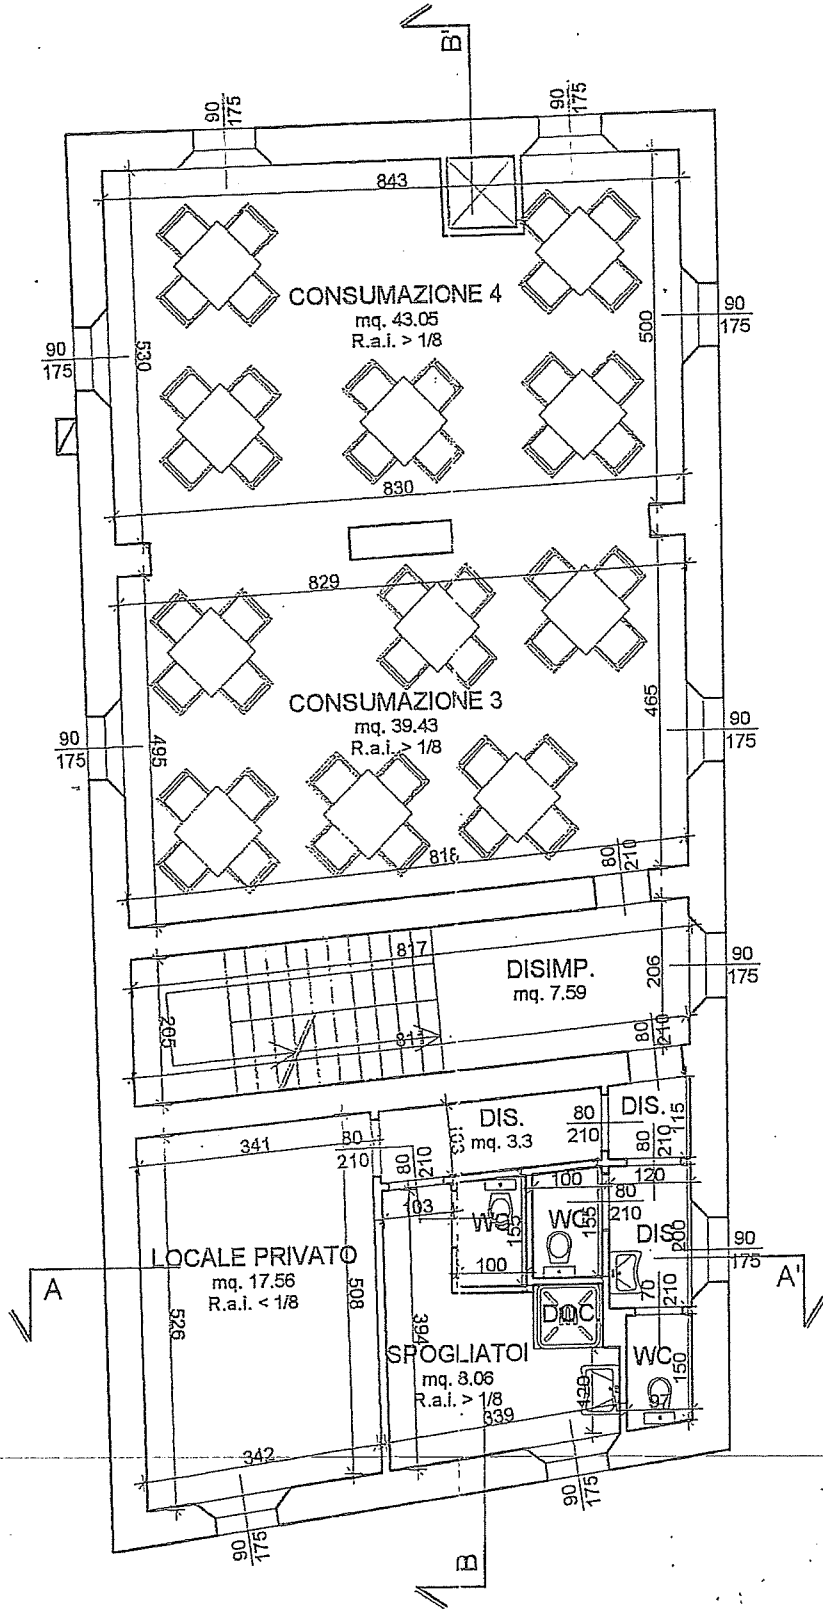 B'
90
175
90
175
843
CONSUMAZIONE 4
mq. 43.05
R.a.i. > 1/8
90
175
500
530
90
175
830
829
CONSUMAZIONE 3
mq. 39.43
R.a.i. > 1/8
465
90
175
495
90
175
818
80
210
817
DISIMP.
mq. 7.59
206
90
175
205
80
210
DIS.
mq. 3.3
80
210
DIS.
115
341
80
210
80
210
103
80
210
120
100
80
210
103
WC
155
WC
155
DIS.
200
90
175
LOCALE PRIVATO
mq. 17.56
R.a.i. < 1/8
508
526
100
70
210
A
A'
394
SPOGLIATOI
mq. 8.06
R.a.i. > 1/8
339
120
WC
150
97
342
90
175
90
175
B